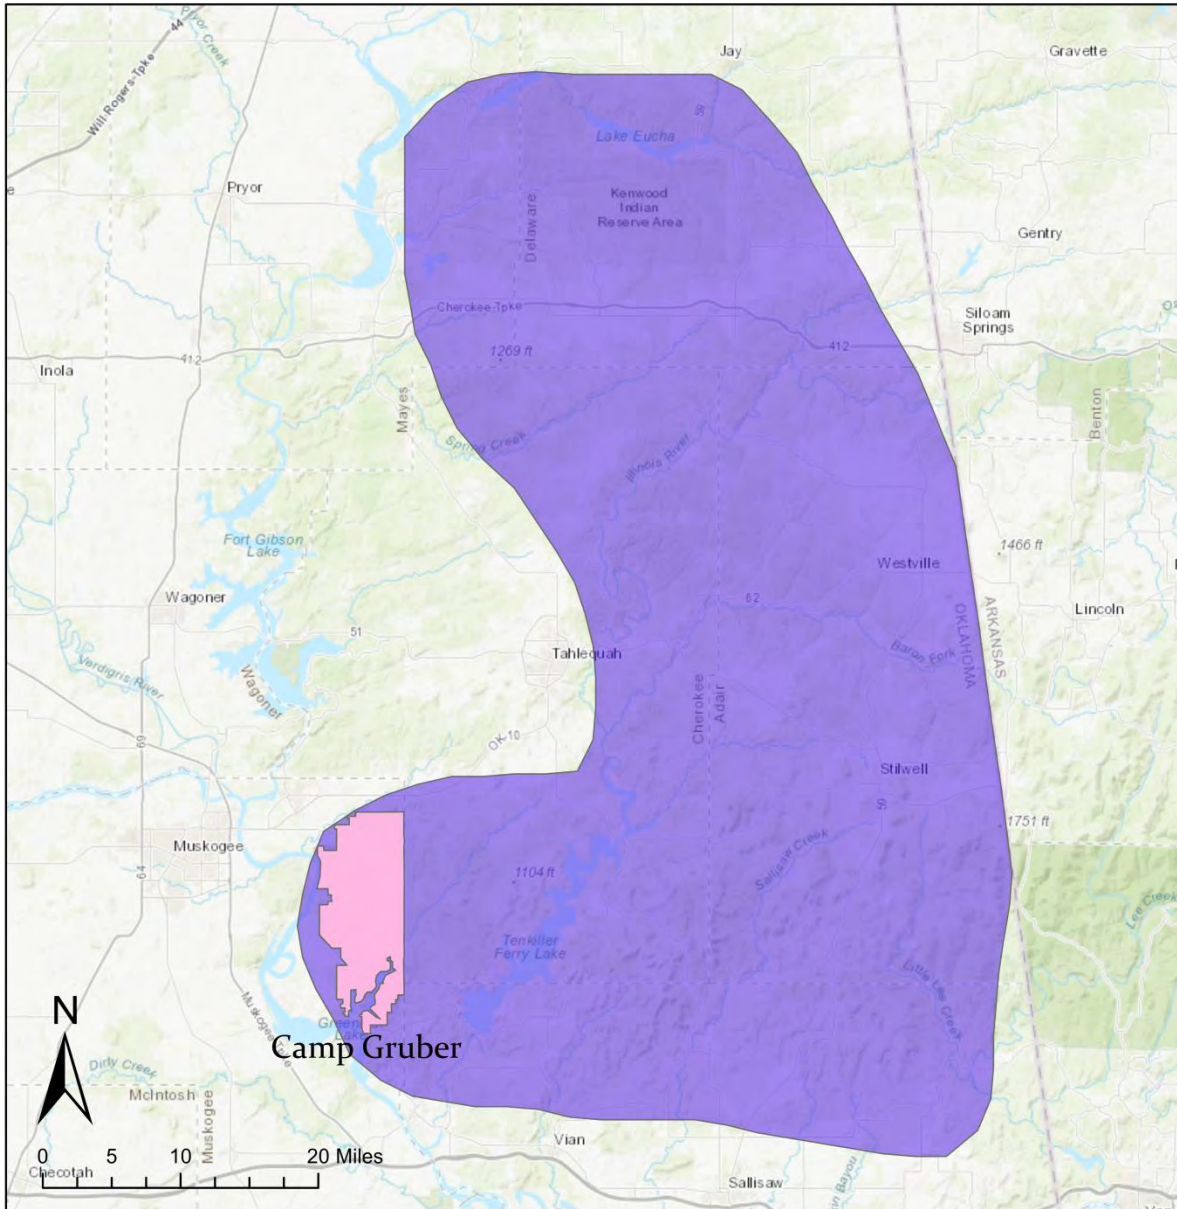 44
Pryor Creek
Will-Rogers-Tpke
Jay
Gravette
59
Lake Eucha
Pryor
Delaware
Kenwood
Indian
Reserve Area
Gentry
Cherokee-Tpke
Siloam
Springs
412
412
1269 ft
Inola
Mayes
Benton
Spring Creek
Illinois River
Fort Gibson
Lake
1466 ft
Westville
Wagoner
62
Lincoln
51
OKLAHOMA
ARKANSAS
Tahlequah
Baron Fork
Verdigris River
Wagoner
Cherokee
Adair
OK 10
69
Stilwell
59
1751 ft
Muskogee
64
1104 ft
Sallisaw Creek
Lee Creek
Tenkiller
Ferry Lake
Little Lee Creek
N
Muskogee-Tpke
Green
Lake
Camp Gruber
Dirty Creek
McIntosh
Muskogee
Vian
0 5 10 20 Miles
Checotah
Sallisaw
Bayou